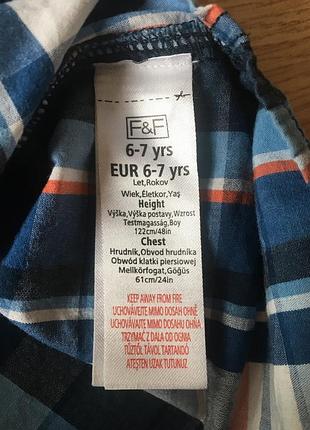 F&F
6-7 yrs
EUR 6-7 yrs
Let,Rokov
Wiek,Életkor,Yaş
Height
Výška,Výška postavy,Wzrost
Testmagasság,Boy
122cm/48in
Chest
Hrudník,Obvod hrudníka
Obwód klatki piersiowej
Mellkörfogat,Göğüs
61cm/24in
KEEP AWAY FROM FIRE
UCHOVÁVEJTE MIMO DOSAH OHNĚ
UCHOVÁVAJTE MIMO DOSAHU OHŇA
TRZYMAĆ Z DALA OD OGNIA
TŰZTŐL TÁVOL TARTANDÓ
ATEŞTEN UZAK TUTUNUZ